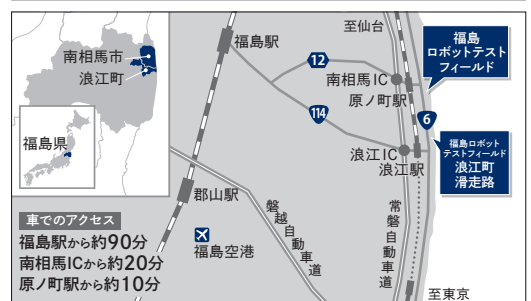 南相馬市
浪江町
福島県
車でのアクセス
福島駅から約90分
南相馬ICから約20分
原ノ町駅から約10分
至仙台
福島駅
12
南相馬IC
原ノ町駅
114
6
浪江IC
浪江駅
郡山駅
福島空港
磐越自動車道
常磐自動車道
至東京
福島
ロボットテスト
フィールド
福島ロボット
テストフィールド
浪江町
滑走路